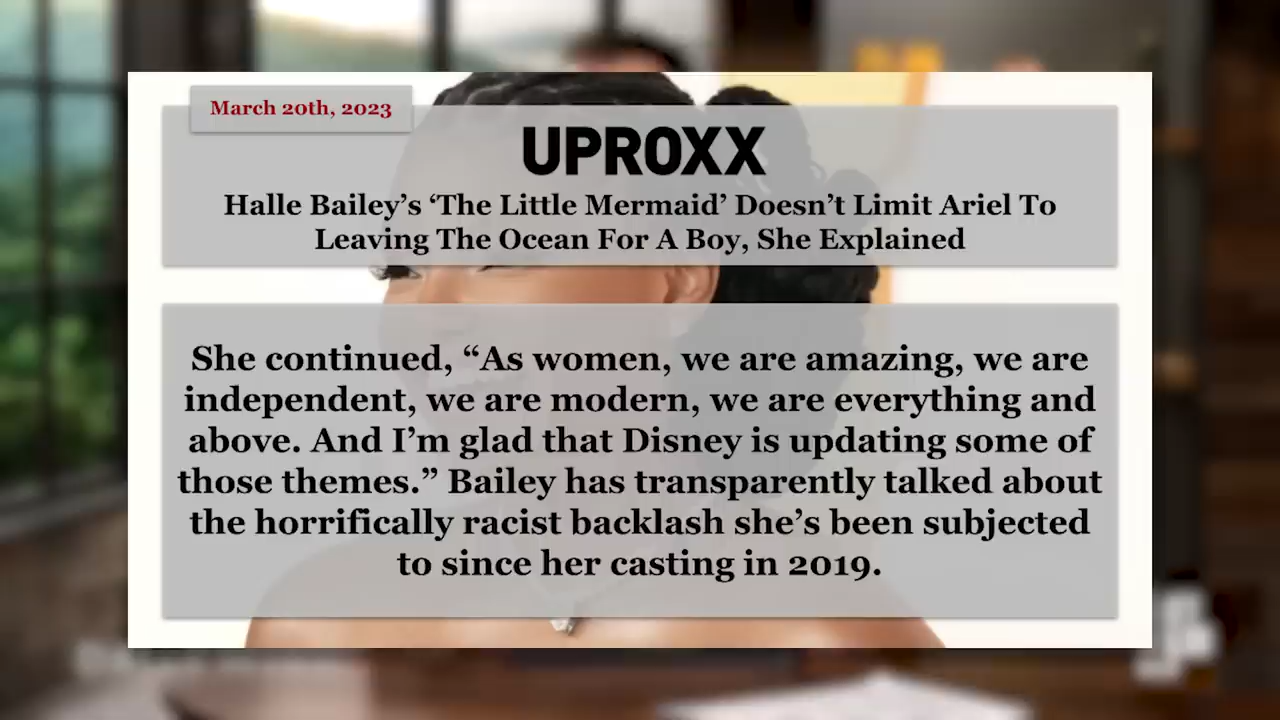 March 20th, 2023
UPROXX
Halle Bailey’s ‘The Little Mermaid’ Doesn’t Limit Ariel To
Leaving The Ocean For A Boy, She Explained
She continued, “As women, we are amazing, we are
independent, we are modern, we are everything and
above. And I’m glad that Disney is updating some of
those themes.” Bailey has transparently talked about
the horrifically racist backlash she’s been subjected
to since her casting in 2019.